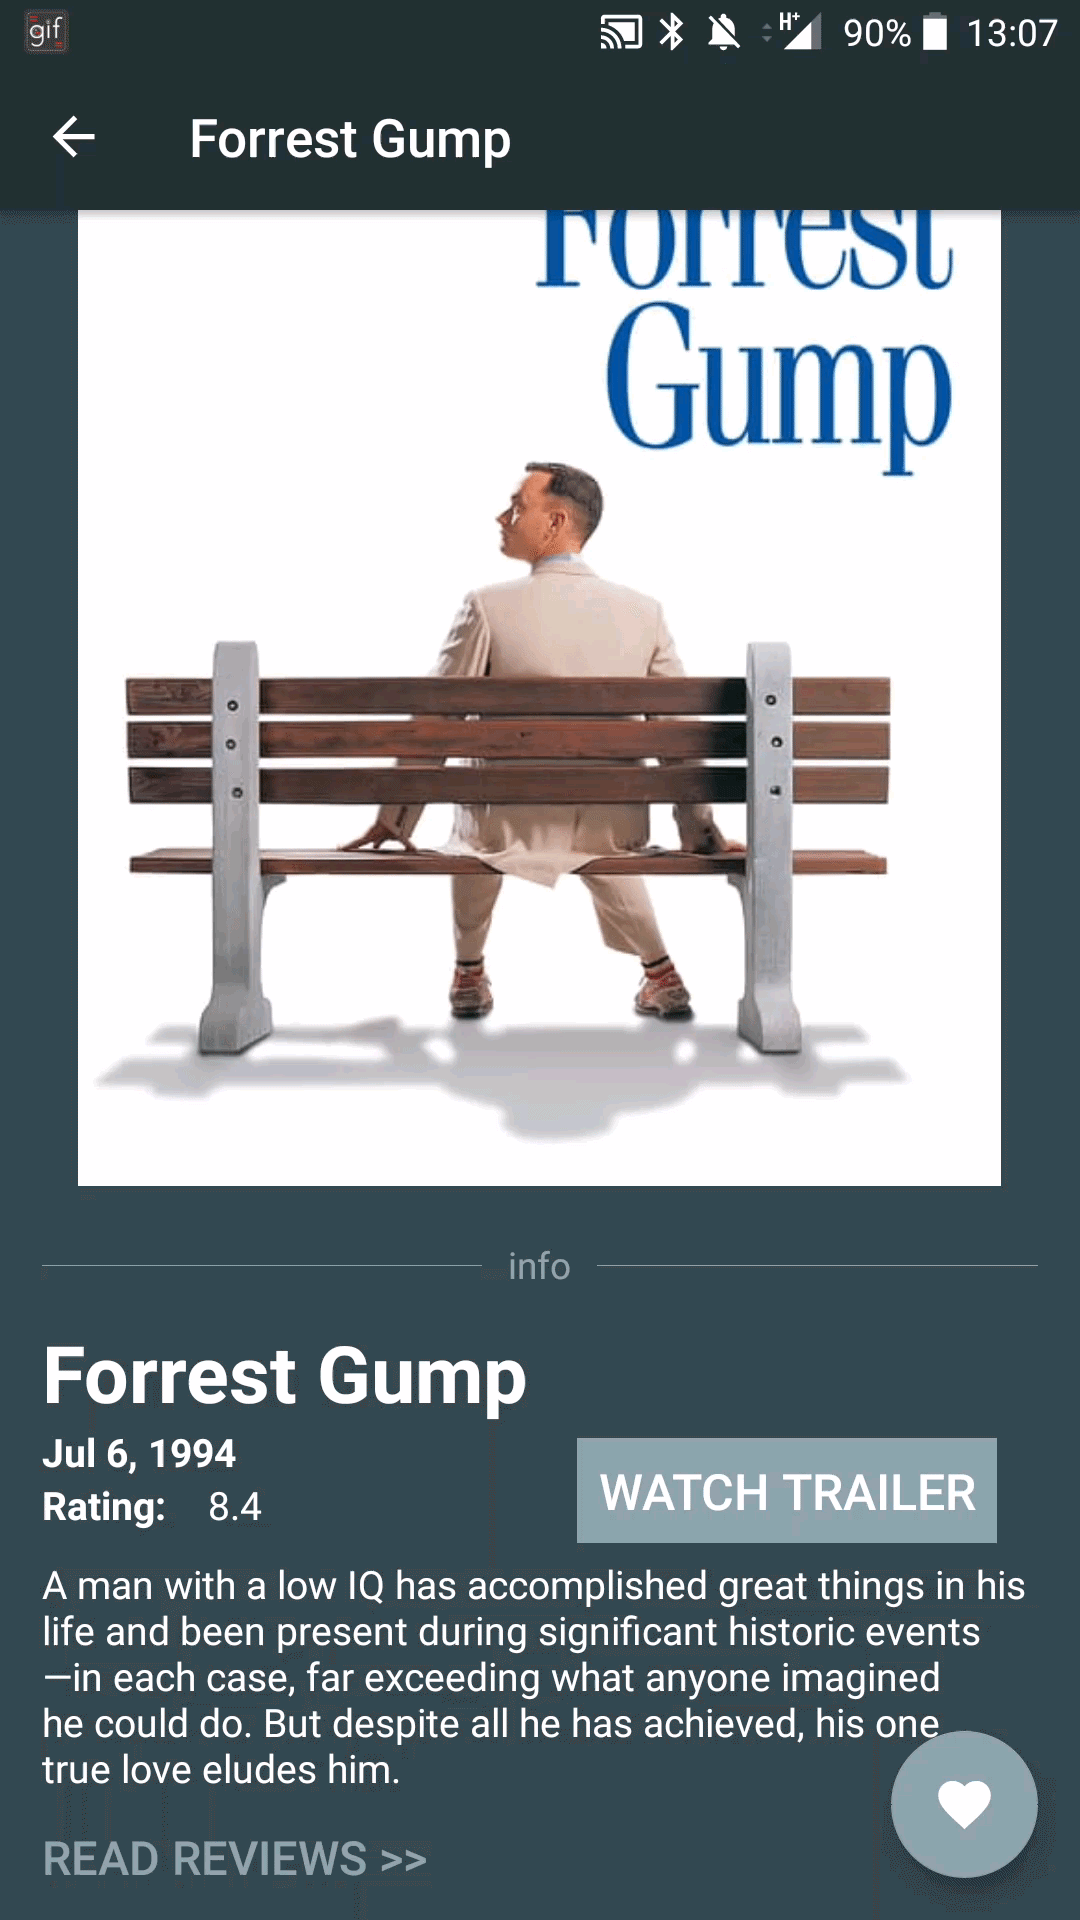 gif H+ 90% 13:07
Forrest Gump
Forrest
Gump
info
Forrest Gump
Jul 6, 1994
Rating: 8.4
WATCH TRAILER
A man with a low IQ has accomplished great things in his
life and been present during significant historic events
—in each case, far exceeding what anyone imagined
he could do. But despite all he has achieved, his one
true love eludes him.
READ REVIEWS >>